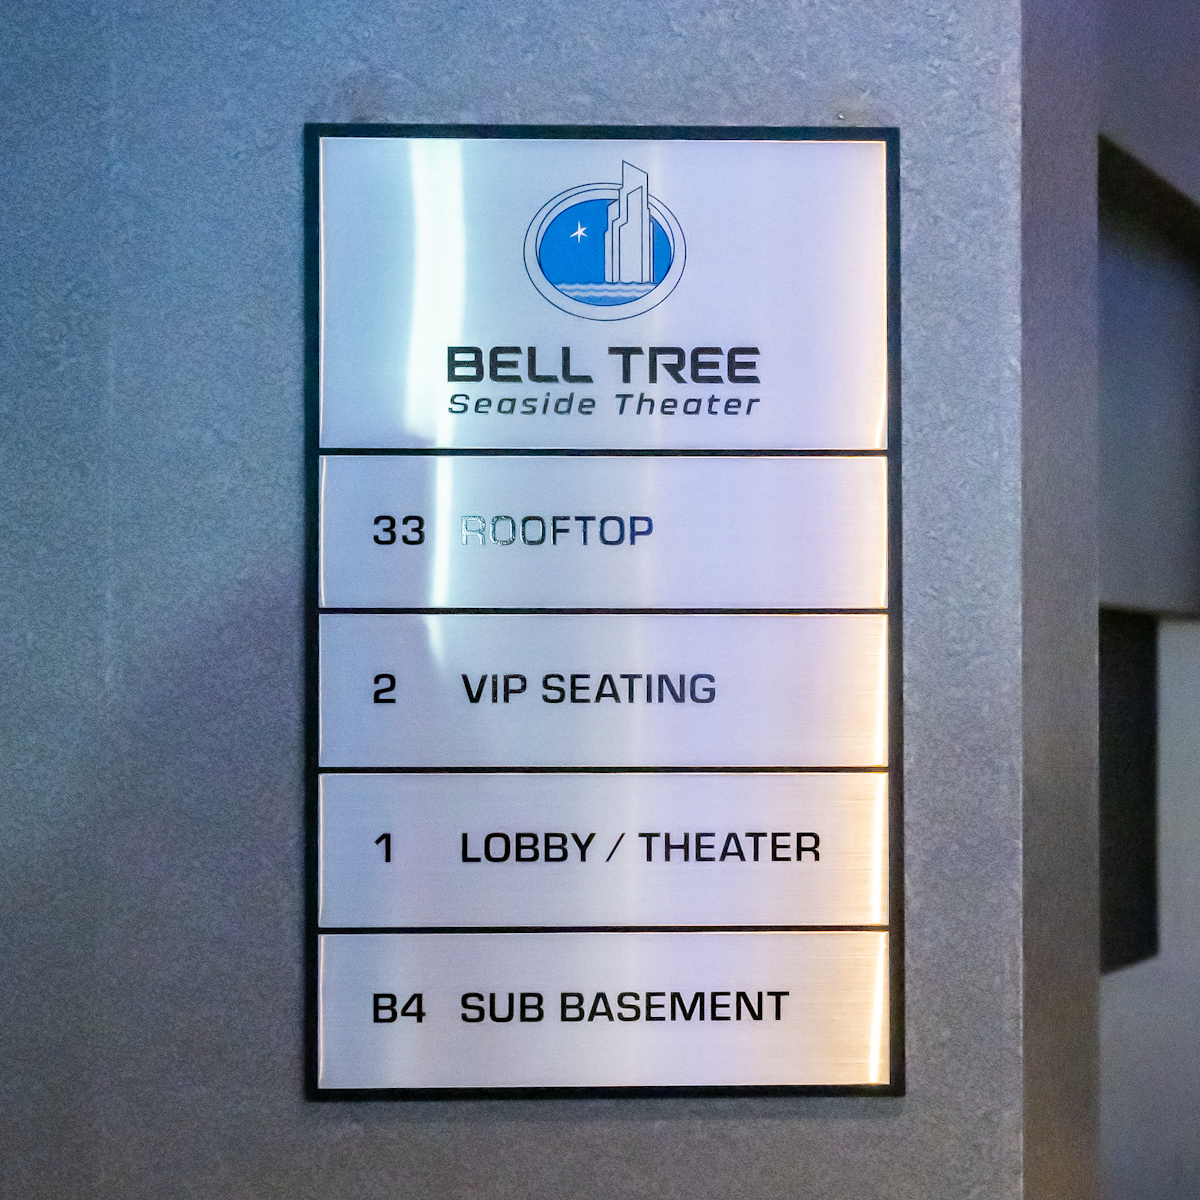 BELL TREE
Seaside Theater
33 ROOFTOP
2 VIP SEATING
1 LOBBY / THEATER
B4 SUB BASEMENT